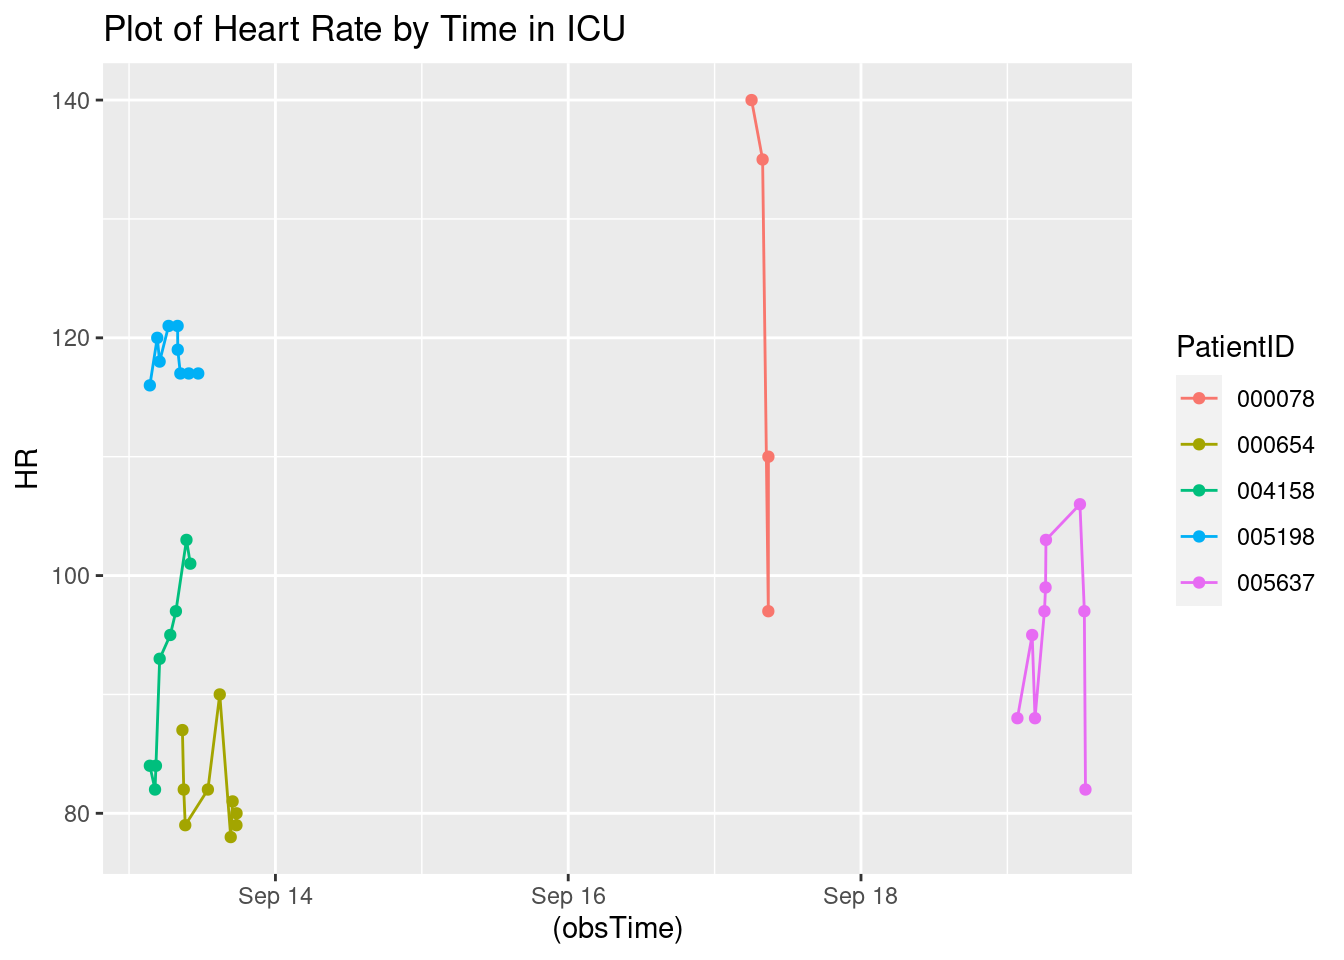 Plot of Heart Rate by Time in ICU
140
120
100
80
HR
Sep 14
Sep 16
Sep 18
(obsTime)
PatientID
000078
000654
004158
005198
005637